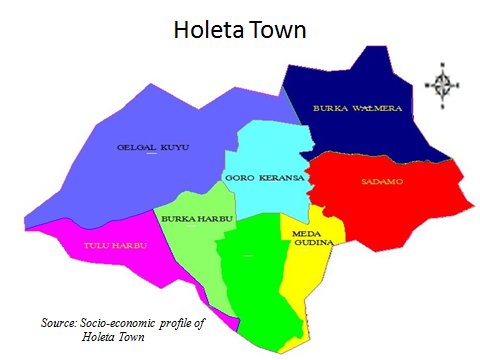 Holeta Town
BURKA WALMERA
GELGAL KUYU
GORO KERANSA
SADAMO
BURKA HARBU
MEDA
GUDINA
TULU HARBU
Source: Socio-economic profile of
Holeta Town